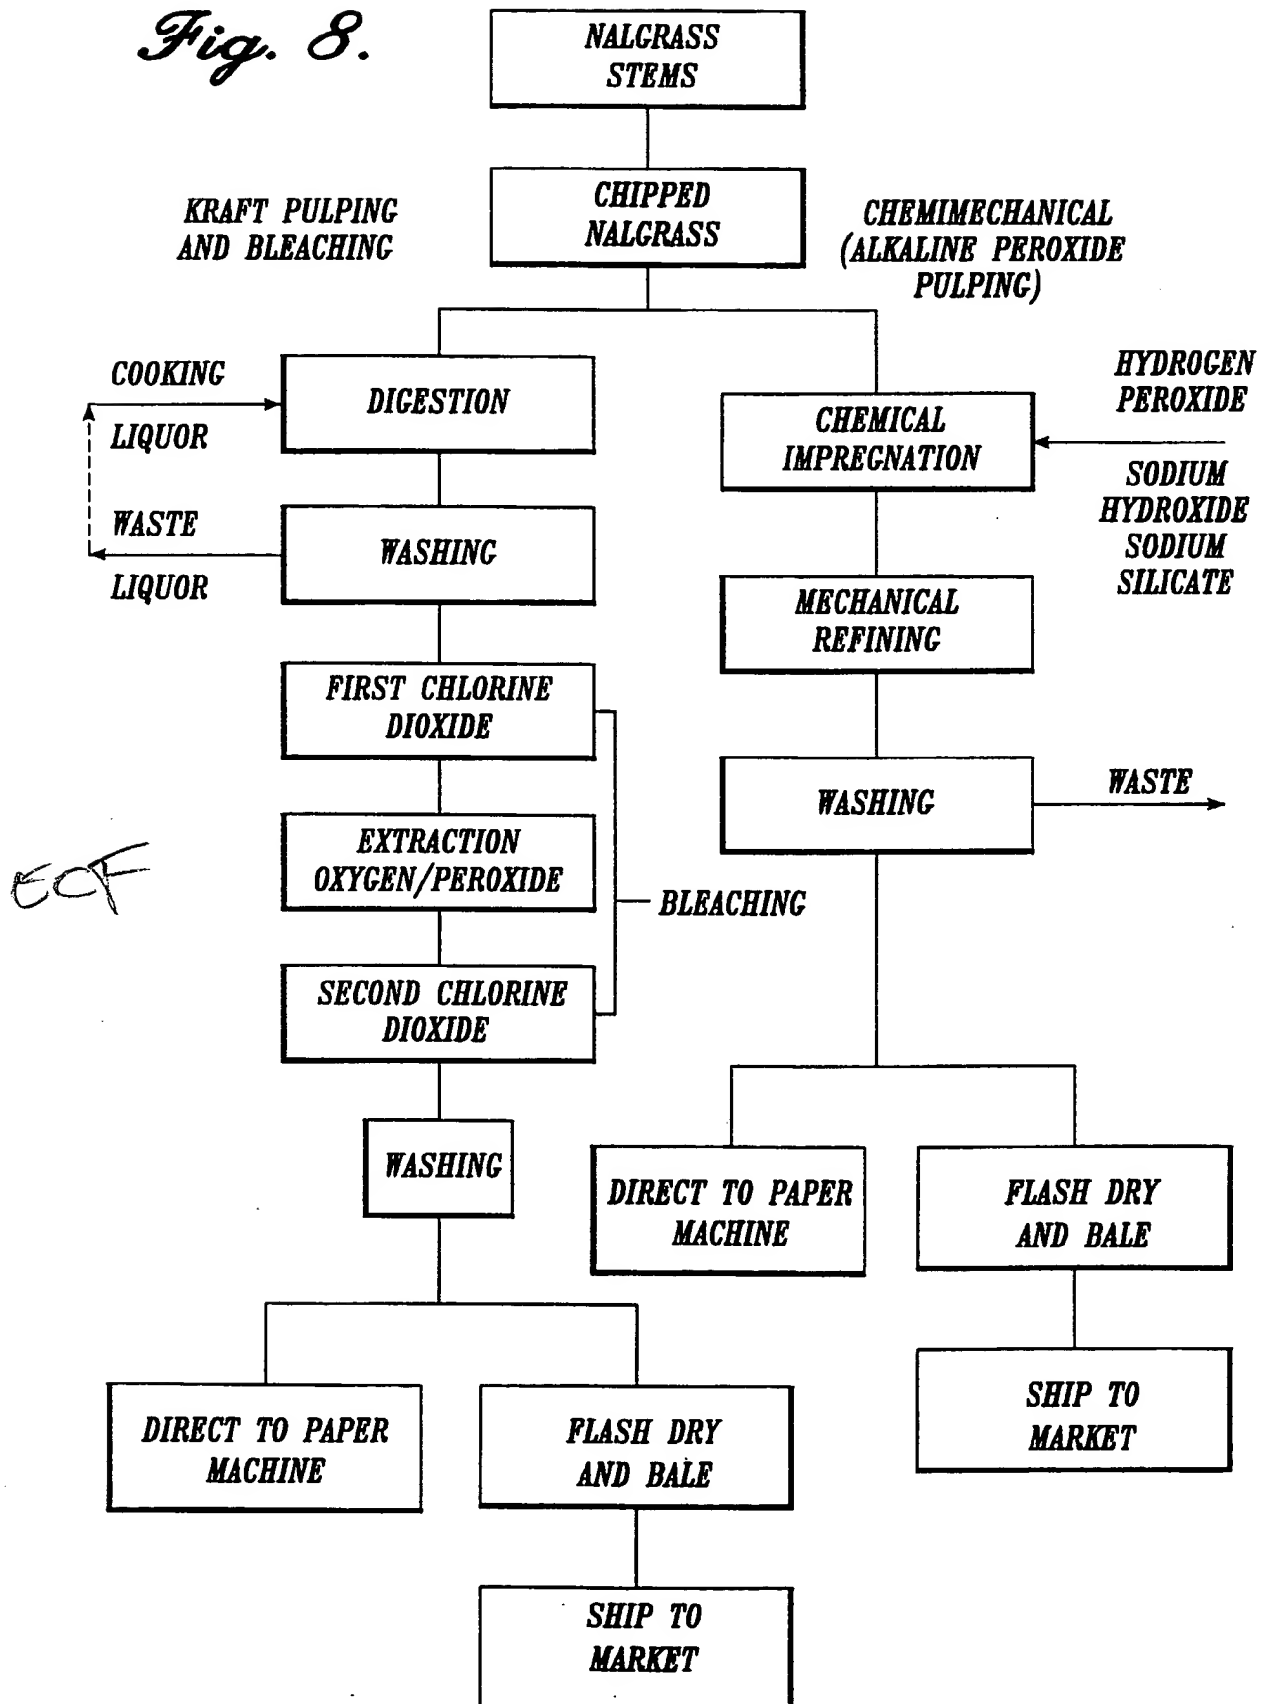 Fig. 8.
NALGRASS
STEMS
CHIPPED
NALGRASS
KRAFT PULPING
AND BLEACHING
CHEMIMECHANICAL
(ALKALINE PEROXIDE
PULPING)
COOKING
LIQUOR
DIGESTION
WASTE
LIQUOR
WASHING
FIRST CHLORINE
DIOXIDE
EXTRACTION
OXYGEN/PEROXIDE
SECOND CHLORINE
DIOXIDE
BLEACHING
ECF
WASHING
DIRECT TO PAPER
MACHINE
FLASH DRY
AND BALE
SHIP TO
MARKET
HYDROGEN
PEROXIDE
SODIUM
HYDROXIDE
SODIUM
SILICATE
CHEMICAL
IMPREGNATION
MECHANICAL
REFINING
WASHING
WASTE
DIRECT TO PAPER
MACHINE
FLASH DRY
AND BALE
SHIP TO
MARKET